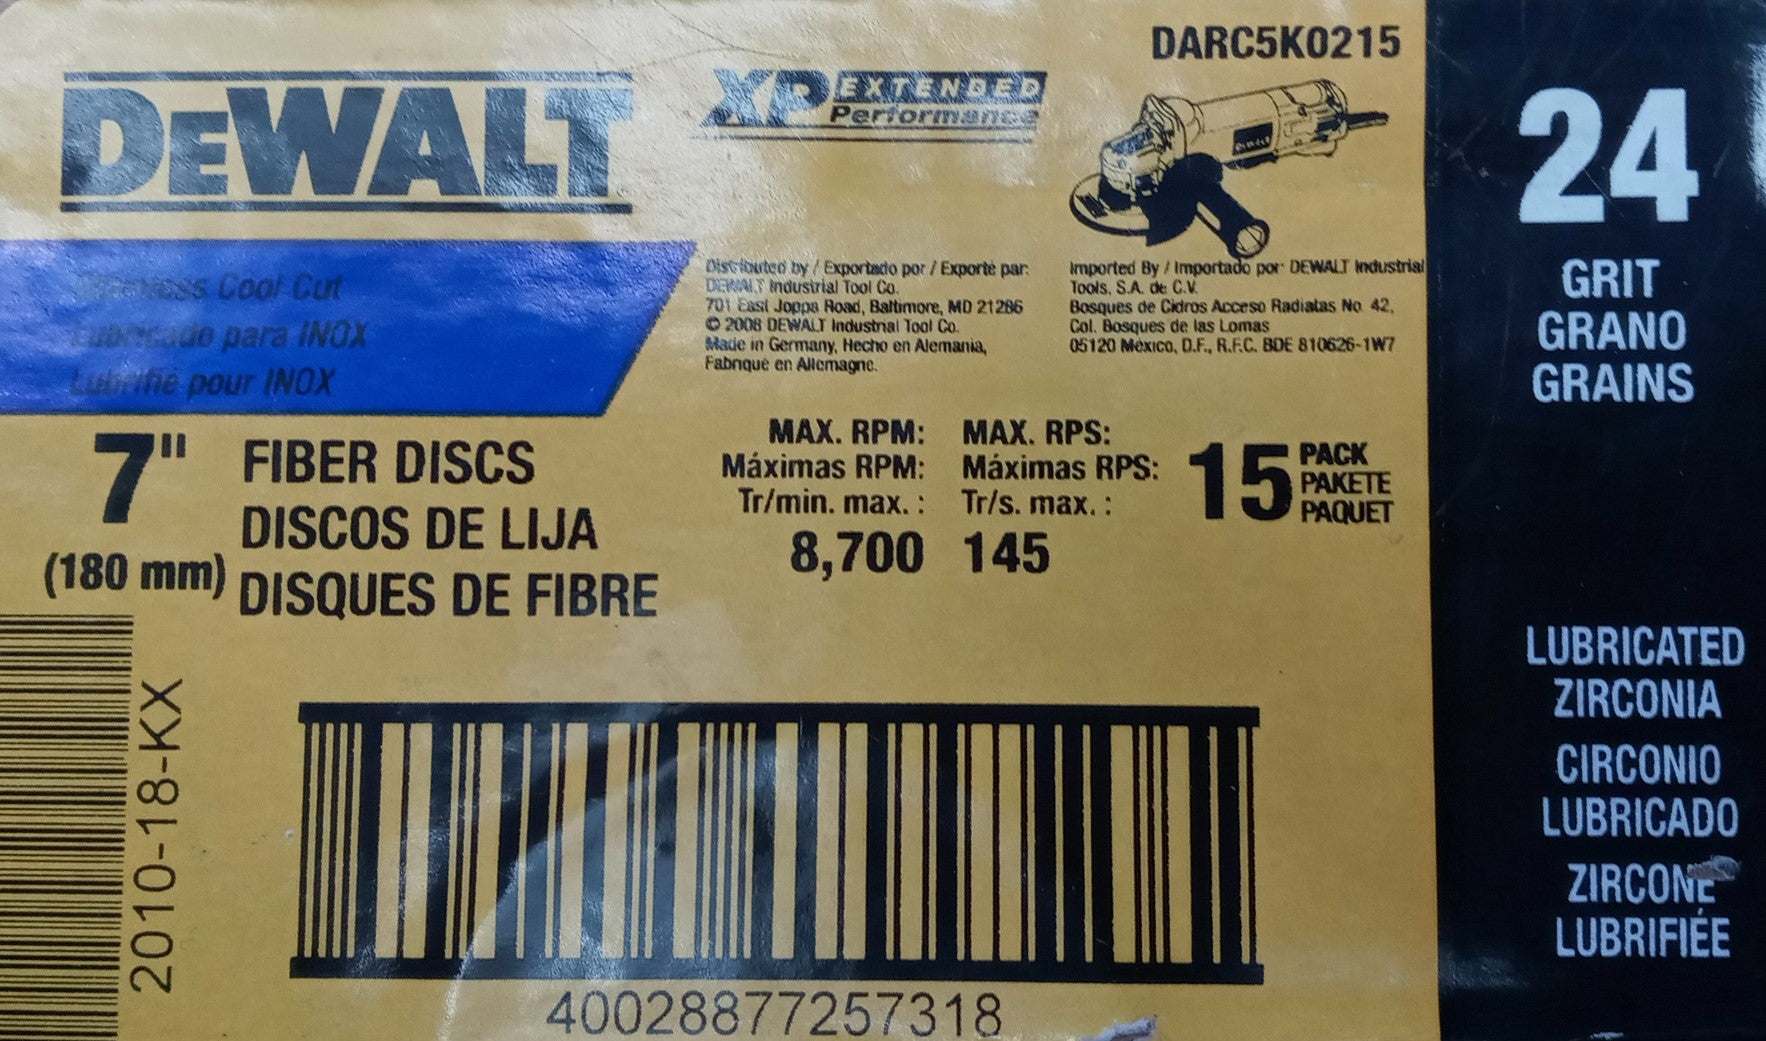 DEWALT
XP EXTENDED
Performance
DARC5K0215
24
GRIT
GRANO
GRAINS
Stainless Cool Cut
Lubricado para INOX
Lubrifié pour INOX
Distributed by / Exportado por / Exporté par:
DEWALT Industrial Tool Co.
701 East Joppa Road, Baltimore, MD 21286
© 2008 DEWALT Industrial Tool Co.
Made in Germany, Hecho en Alemania,
Fabriqué en Allemagne.
Imported By / Importado por: DEWALT Industrial
Tools, S.A. de C.V.
Bosques de Cidros Acceso Radiatas No. 42,
Col. Bosques de las Lomas
05120 México, D.F., R.F.C. BDE 810626-1W7
7"
(180 mm)
FIBER DISCS
DISCOS DE LIJA
DISQUES DE FIBRE
MAX. RPM:
Máximas RPM:
Tr/min. max. :
8,700
MAX. RPS:
Máximas RPS:
Tr/s. max. :
145
15 PACK
PAKETE
PAQUET
LUBRICATED
ZIRCONIA
CIRCONIO
LUBRICADO
ZIRCONE
LUBRIFIÉE
2010-18-KX
40028877257318
DEWALT